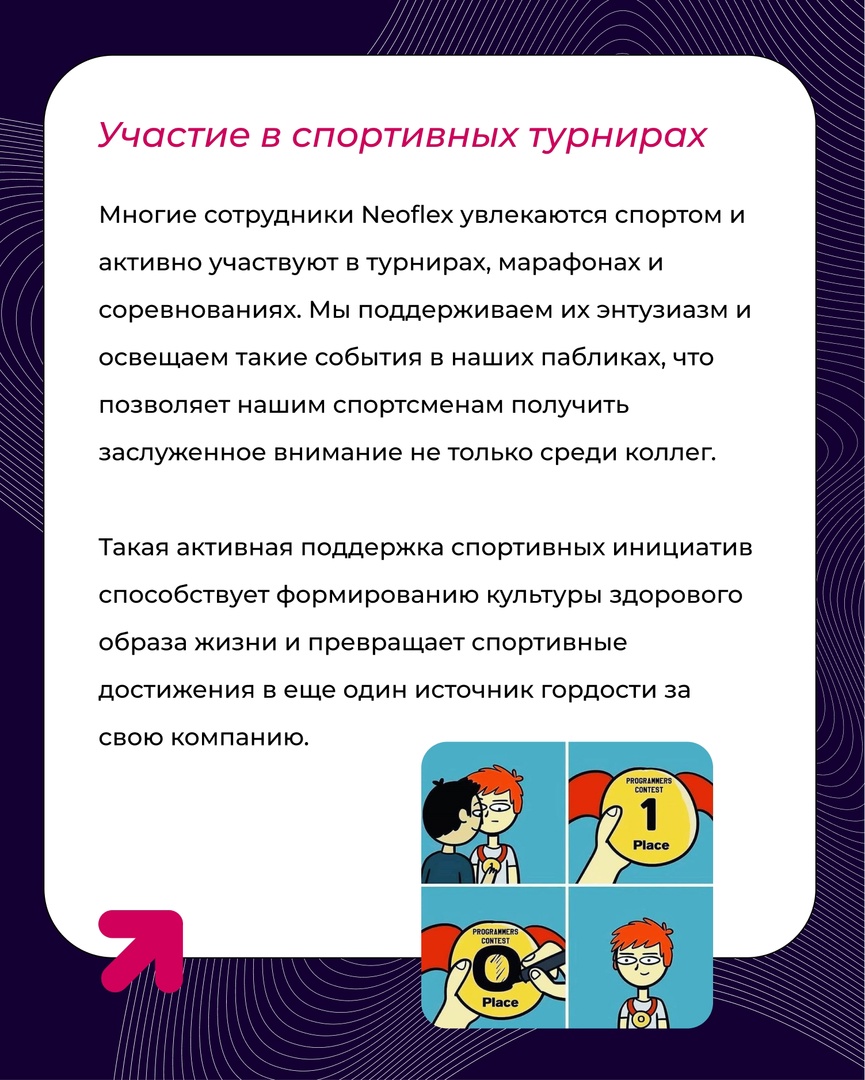 Участие в спортивных турнирах
Многие сотрудники Neoflex увлекаются спортом и
активно участвуют в турнирах, марафонах и
соревнованиях. Мы поддерживаем их энтузиазм и
освещаем такие события в наших пабликах, что
позволяет нашим спортсменам получить
заслуженное внимание не только среди коллег.
Такая активная поддержка спортивных инициатив
способствует формированию культуры здорового
образа жизни и превращает спортивные
достижения в еще один источник гордости за
свою компанию.
PROGRAMMERS
CONTEST
1
Place
PROGRAMMERS
CONTEST
0
Place
0